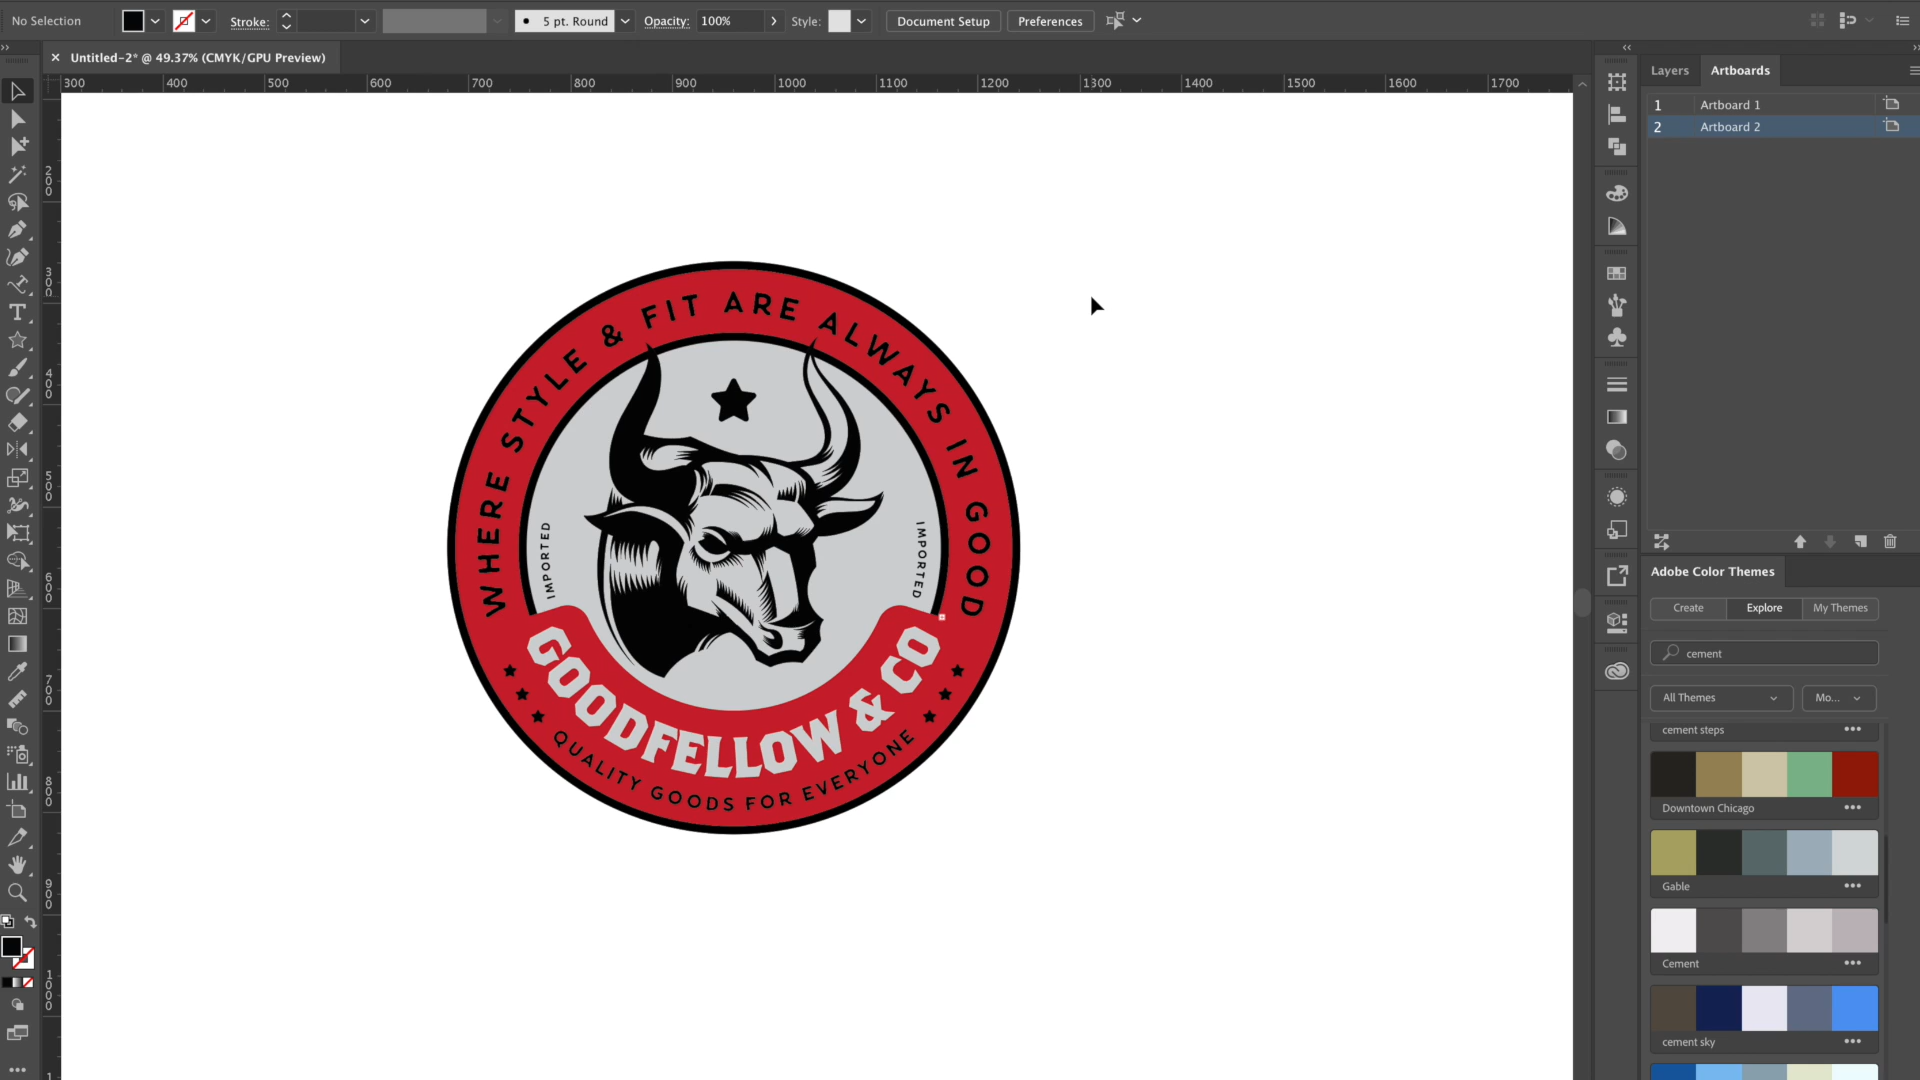 No Selection
Stroke:
5 pt. Round
Opacity:
100%
Style:
Document Setup
Preferences
Untitled-2* @ 49.37% (CMYK/GPU Preview)
300 400 500 600 700 800 900 1000 1100 1200 1300 1400 1500 1600 1700
200
300
400
500
600
700
800
900
1000
1
WHERE STYLE & FIT ARE ALWAYS IN GOOD
IMPORTED
IMPORTED
GOODFELLOW & CO
QUALITY GOODS FOR EVERYONE
Layers
Artboards
1 Artboard 1
2 Artboard 2
Adobe Color Themes
Create
Explore
My Themes
cement
All Themes
Mo...
cement steps
Downtown Chicago
Gable
Cement
cement sky